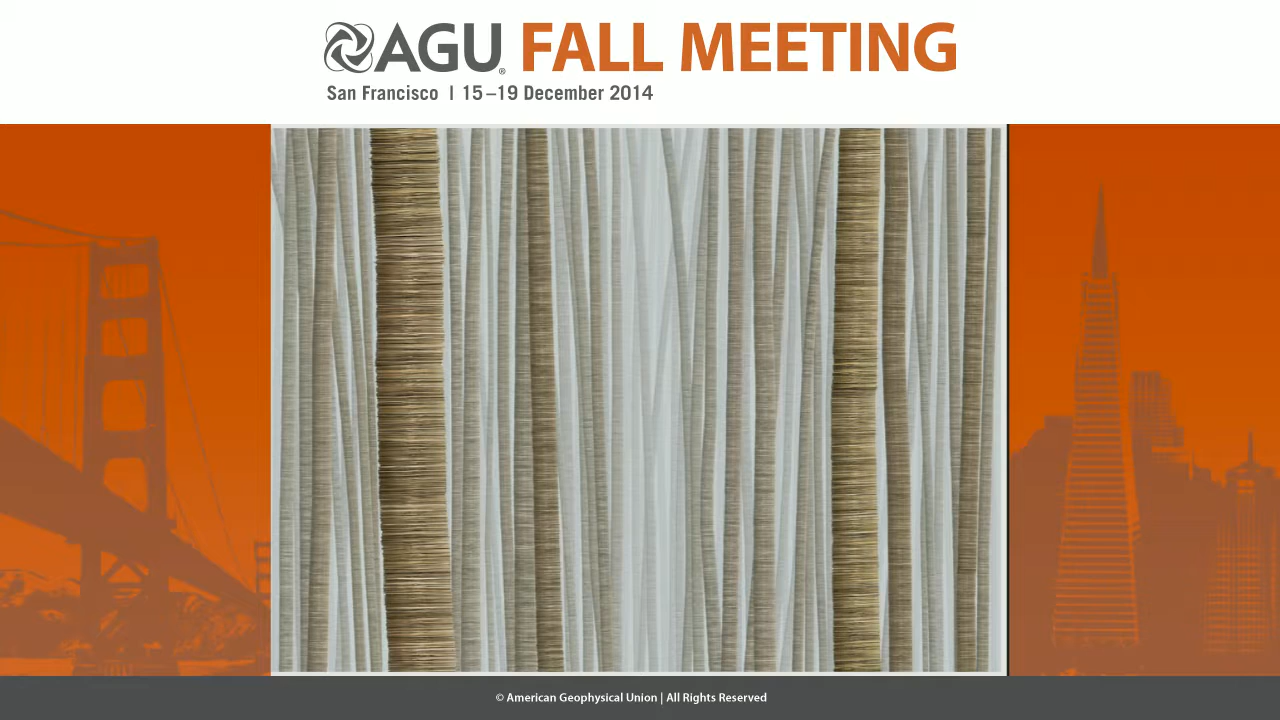 AGU® FALL MEETING
San Francisco | 15–19 December 2014
© American Geophysical Union | All Rights Reserved